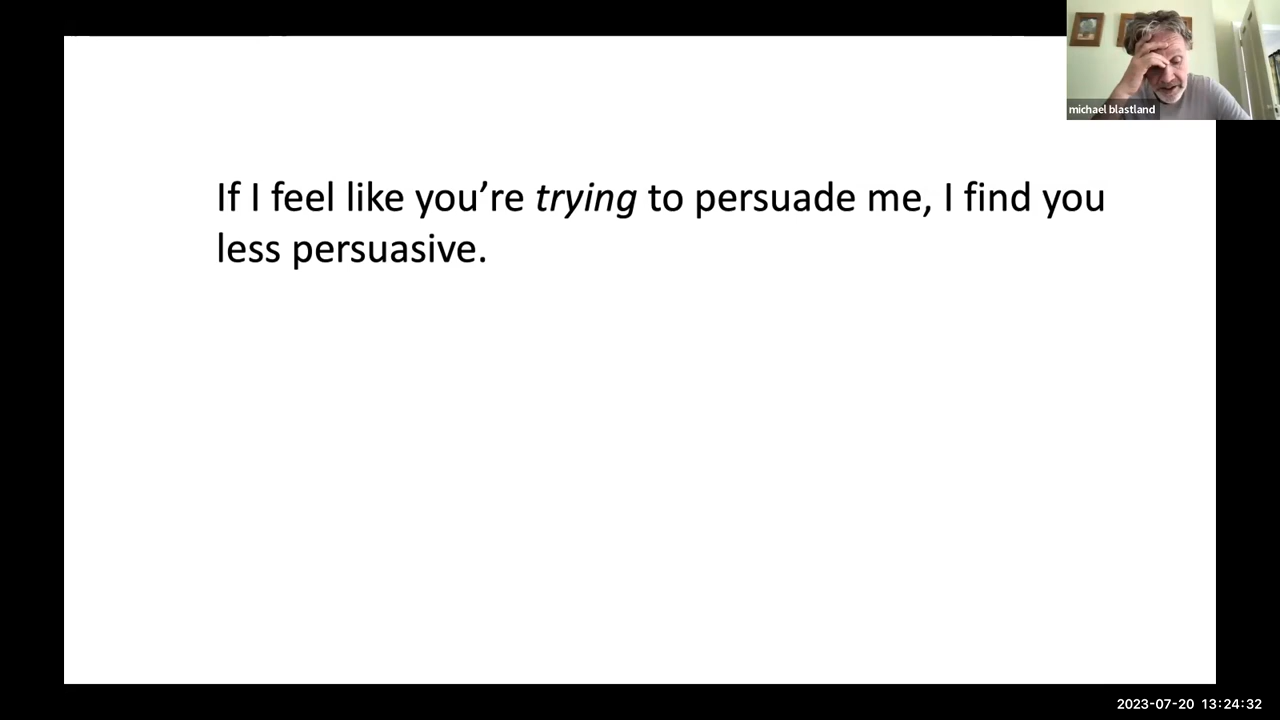 michael blastland
If I feel like you’re trying to persuade me, I find you
less persuasive.
2023-07-20 13:24:32